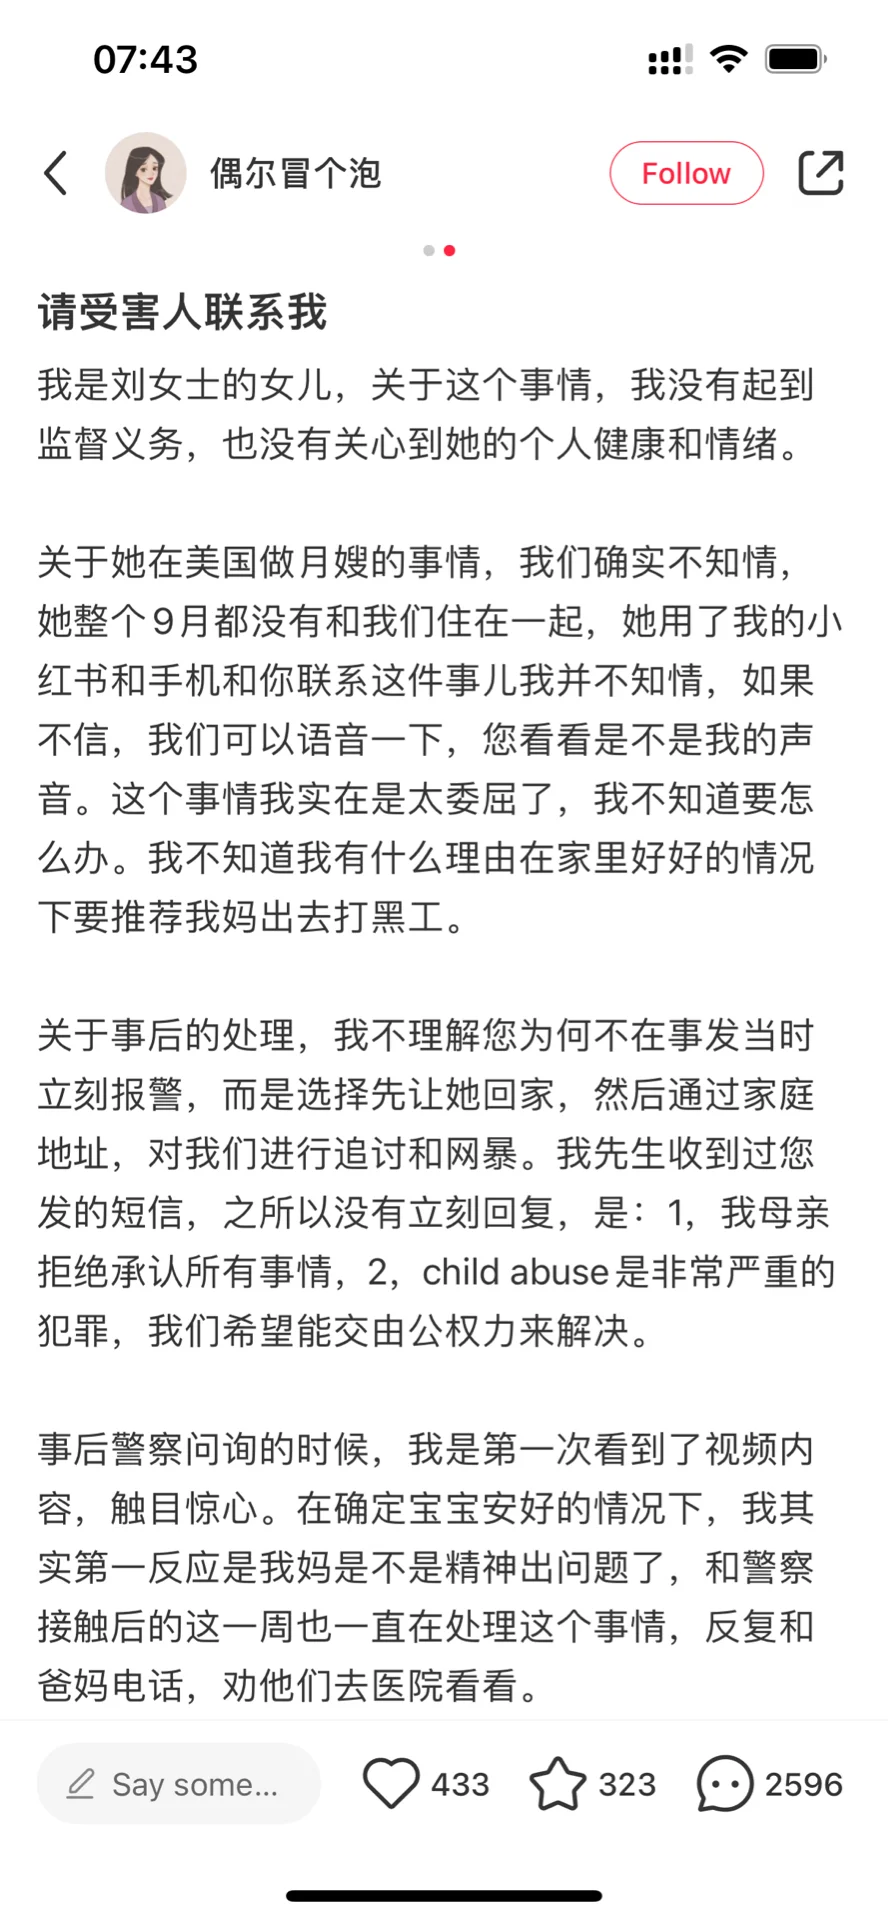 07:43
偶尔冒个泡
Follow
请受害人联系我
我是刘女士的女儿，关于这个事情，我没有起到
监督义务，也没有关心到她的个人健康和情绪。
关于她在美国做月嫂的事情，我们确实不知情，
她整个9月都没有和我们住在一起，她用了我的小
红书和手机和你联系这件事儿我并不知情，如果
不信，我们可以语音一下，您看看是不是我的声
音。这个事情我实在是太委屈了，我不知道要怎
么办。我不知道我有什么理由在家里好好的情况
下要推荐我妈出去打黑工。
关于事后的处理，我不理解您为何不在事发当时
立刻报警，而是选择先让她回家，然后通过家庭
地址，对我们进行追讨和网暴。我先生收到过您
发的短信，之所以没有立刻回复，是：1，我母亲
拒绝承认所有事情，2，child abuse是非常严重的
犯罪，我们希望能交由公权力来解决。
事后警察问询的时候，我是第一次看到了视频内
容，触目惊心。在确定宝宝安好的情况下，我其
实第一反应是我妈是不是精神出问题了，和警察
接触后的这一周也一直在处理这个事情，反复和
爸妈电话，劝他们去医院看看。
Say some...
433
323
2596